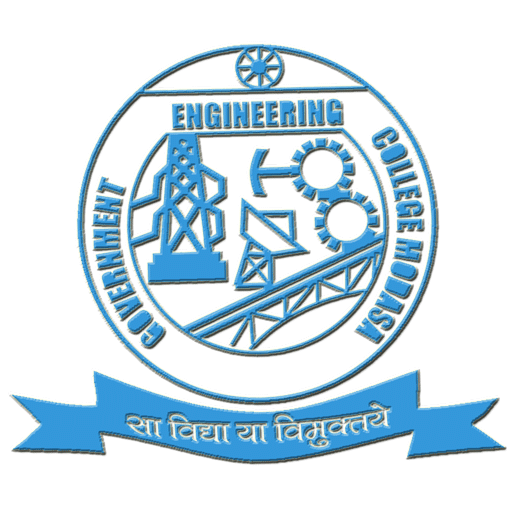 GOVERNMENT
ENGINEERING
COLLEGE MODASA
सा विद्या या विमुक्तये